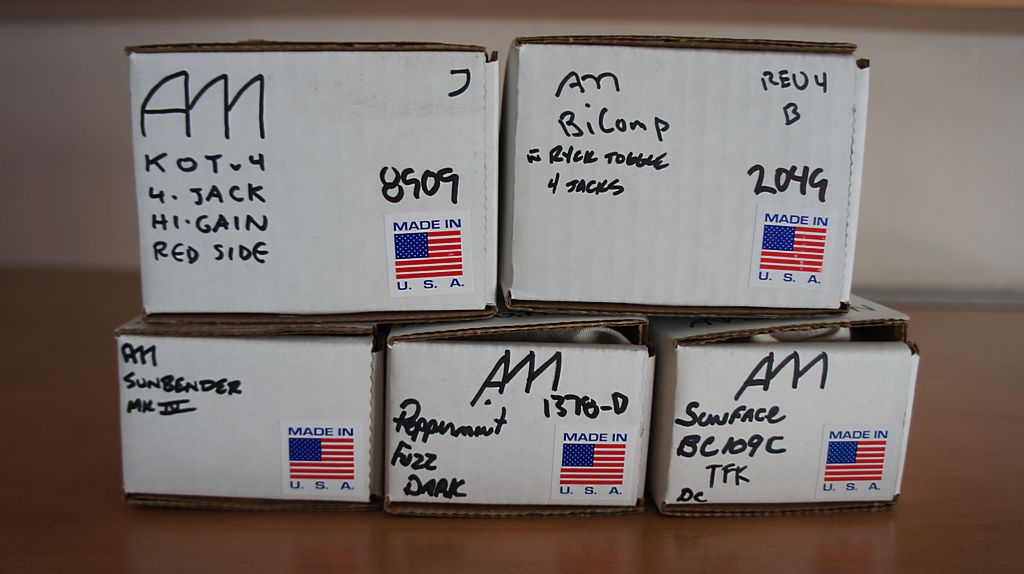 AM
KOT.v4
4. JACK
HI-GAIN
RED SIDE
8909
MADE IN
U. S. A.
AM
BiComp
RYCK TOGGLE
4 JACKS
REV 4
B
2049
MADE IN
U. S. A.
AM
SUNBENDER
MK IV
MADE IN
U. S. A.
AM
1378-D
Peppermint
Fuzz
DARK
MADE IN
U. S. A.
AM
SUNFACE
BC109C
TFK
DC
MADE IN
U. S. A.